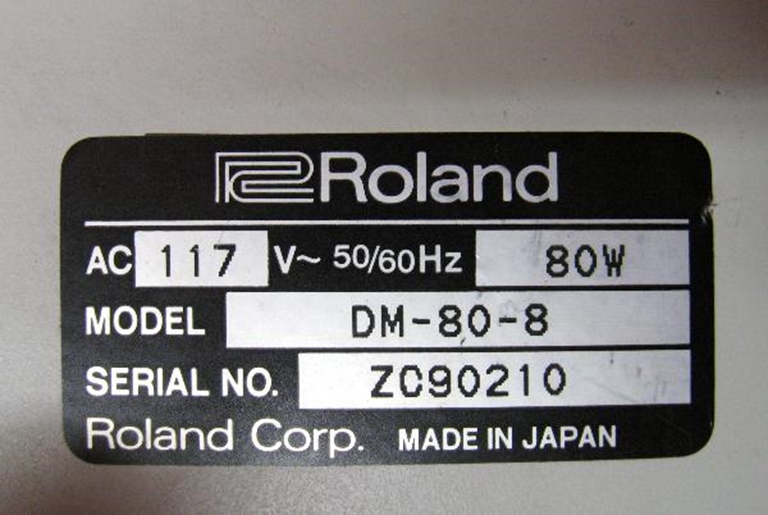 Roland
AC 117 V~ 50/60Hz 80W
MODEL DM-80-8
SERIAL NO. ZC90210
Roland Corp. MADE IN JAPAN